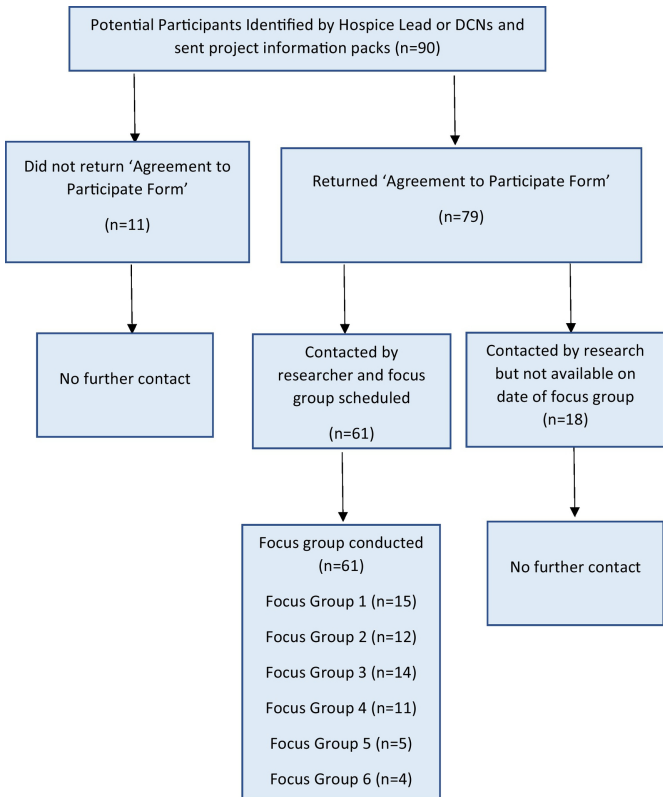 Potential Participants Identified by Hospice Lead or DCNs and
sent project information packs (n=90)
Did not return ‘Agreement to
Participate Form’
(n=11)
Returned ‘Agreement to Participate Form’
(n=79)
No further contact
Contacted by
researcher and focus
group scheduled
(n=61)
Contacted by research
but not available on
date of focus group
(n=18)
Focus group conducted
(n=61)
Focus Group 1 (n=15)
Focus Group 2 (n=12)
Focus Group 3 (n=14)
Focus Group 4 (n=11)
Focus Group 5 (n=5)
Focus Group 6 (n=4)
No further contact